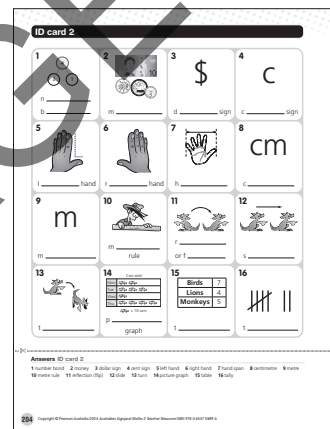 ID card 2
1
2
3
4
n
b
10
m
$
d sign
c
c sign
5
6
7
8
l hand
r hand
h
cm
c
9
10
11
12
m
m
m
rule
r
or f
s
13
14
15
16
t
p
graph
Birds 7
Lions 4
Monkeys 5
t
t
Answers ID card 2
1 number bond 2 money 3 dollar sign 4 cent sign 5 left hand 6 right hand 7 hand span 8 centimetre 9 metre
10 metre rule 11 reflection (flip) 12 slide 13 turn 14 picture graph 15 table 16 tally
204